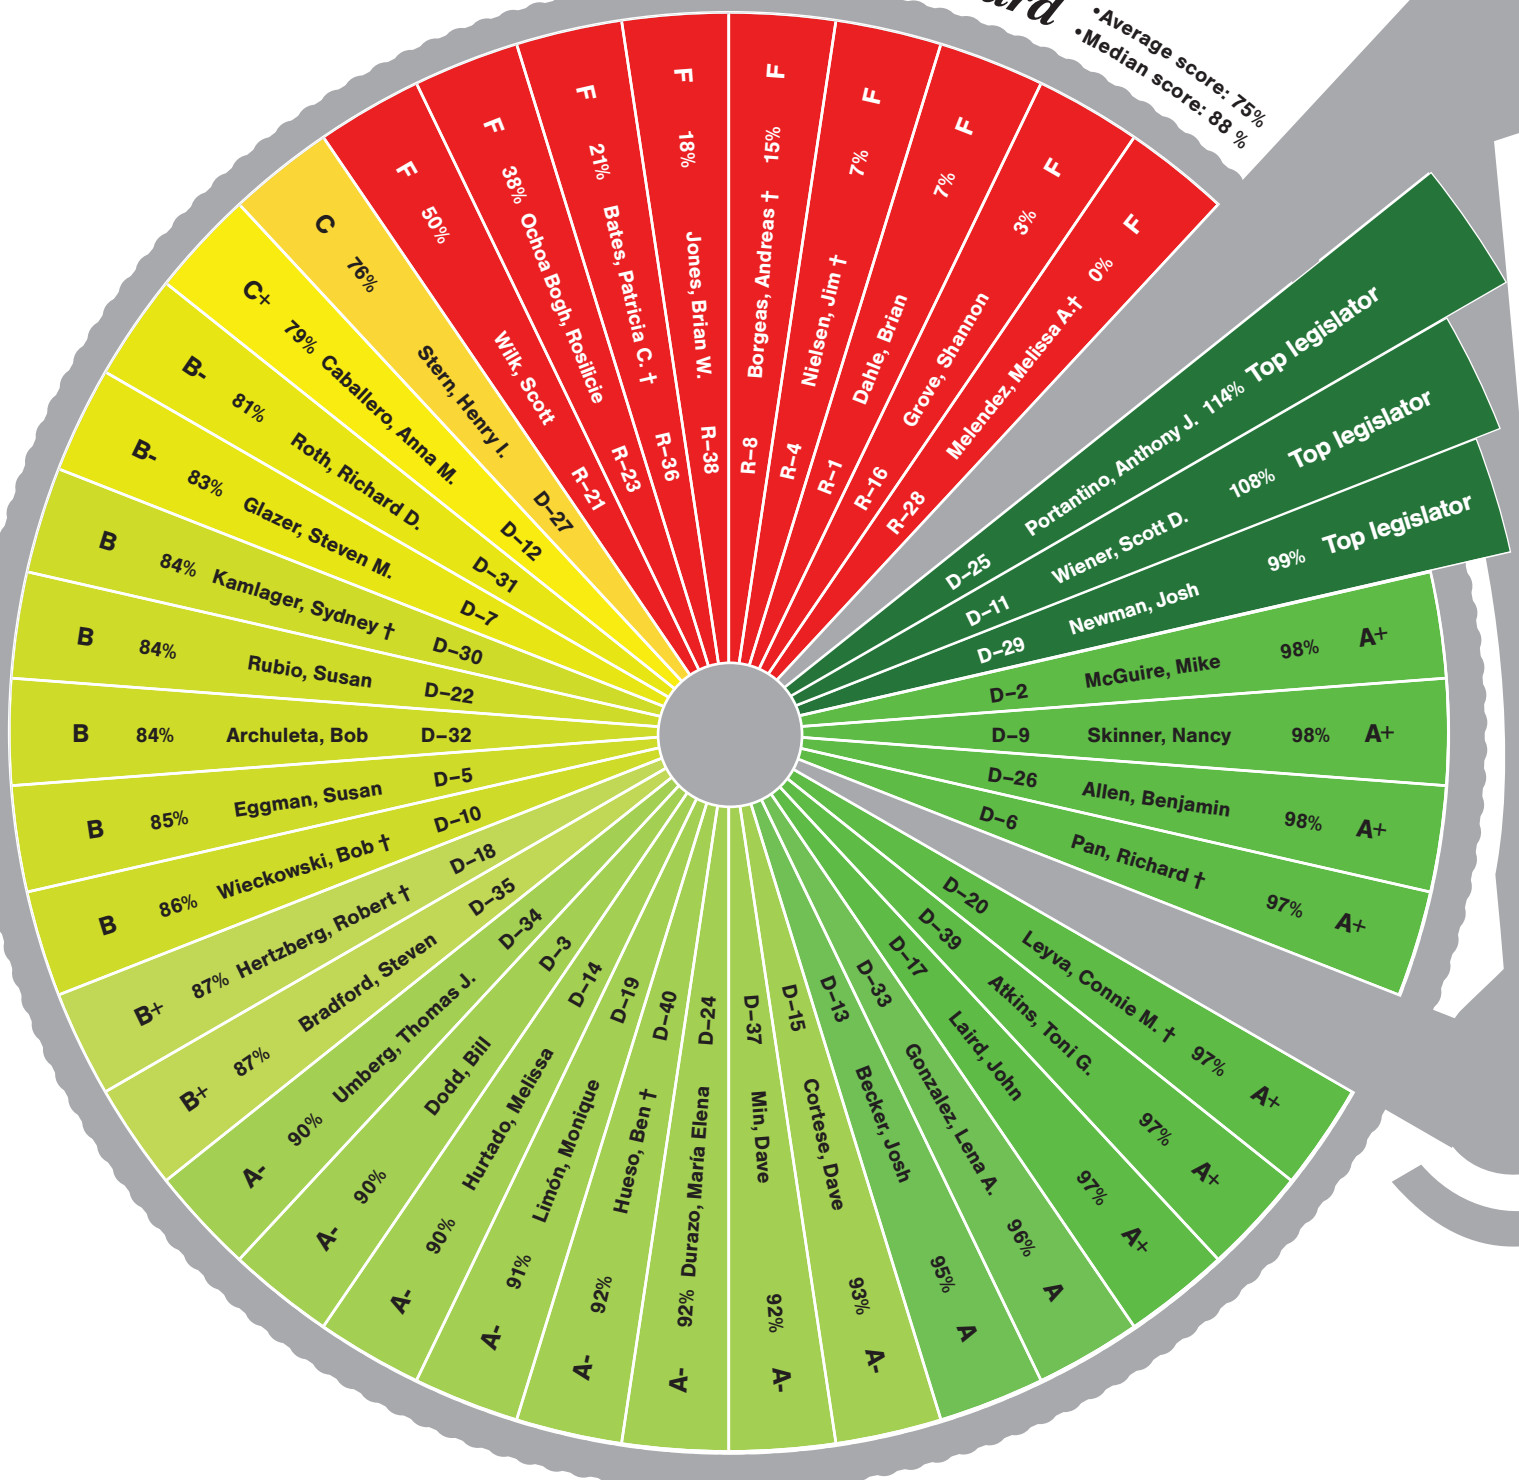 •Average score: 75%
•Median score: 88 %
D–25 Portantino, Anthony J. 114% Top legislator
D–11 Wiener, Scott D. 108% Top legislator
D–29 Newman, Josh 99% Top legislator
D–2 McGuire, Mike 98% A+
D–9 Skinner, Nancy 98% A+
D–26 Allen, Benjamin 98% A+
D–6 Pan, Richard † 97% A+
D–20 Leyva, Connie M. † 97% A+
D–39 Atkins, Toni G. 97% A+
D–17 Laird, John 97% A+
D–33 Gonzalez, Lena A. 96% A
D–13 Becker, Josh 95% A
D–15 Cortese, Dave 93% A-
D–37 Min, Dave 92% A-
D–24 Durazo, María Elena 92% A-
D–40 Hueso, Ben † 92% A-
D–19 Limón, Monique 91% A-
D–14 Hurtado, Melissa 90% A-
D–3 Dodd, Bill 90% A-
D–34 Umberg, Thomas J. 90% A-
D–35 Bradford, Steven 87% B+
D–18 Hertzberg, Robert † 87% B+
D–10 Wieckowski, Bob † 86% B
D–5 Eggman, Susan 85% B
D–32 Archuleta, Bob 84% B
D–22 Rubio, Susan 84% B
D–30 Kamlager, Sydney † 84% B
D–7 Glazer, Steven M. 83% B-
D–31 Roth, Richard D. 81% B-
D–12 Caballero, Anna M. 79% C+
D–27 Stern, Henry I. 76% C
R–21 Wilk, Scott 50% F
R–23 Ochoa Bogh, Rosilicie 38% F
R–36 Bates, Patricia C. † 21% F
R–38 Jones, Brian W. 18% F
R–8 Borgeas, Andreas † 15% F
R–4 Nielsen, Jim † 7% F
R–1 Dahle, Brian 7% F
R–16 Grove, Shannon 3% F
R–28 Melendez, Melissa A.† 0% F